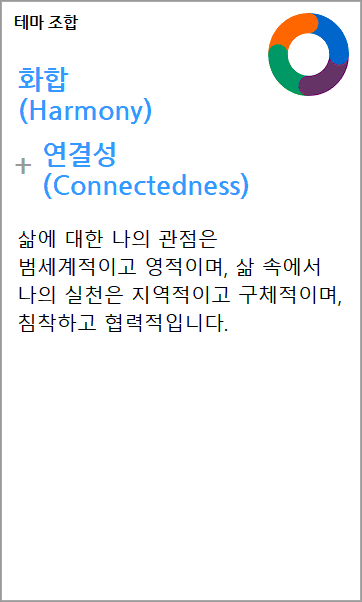 테마 조합
화합
(Harmony)
+ 연결성
(Connectedness)
삶에 대한 나의 관점은
범세계적이고 영적이며, 삶 속에서
나의 실천은 지역적이고 구체적이며,
침착하고 협력적입니다.